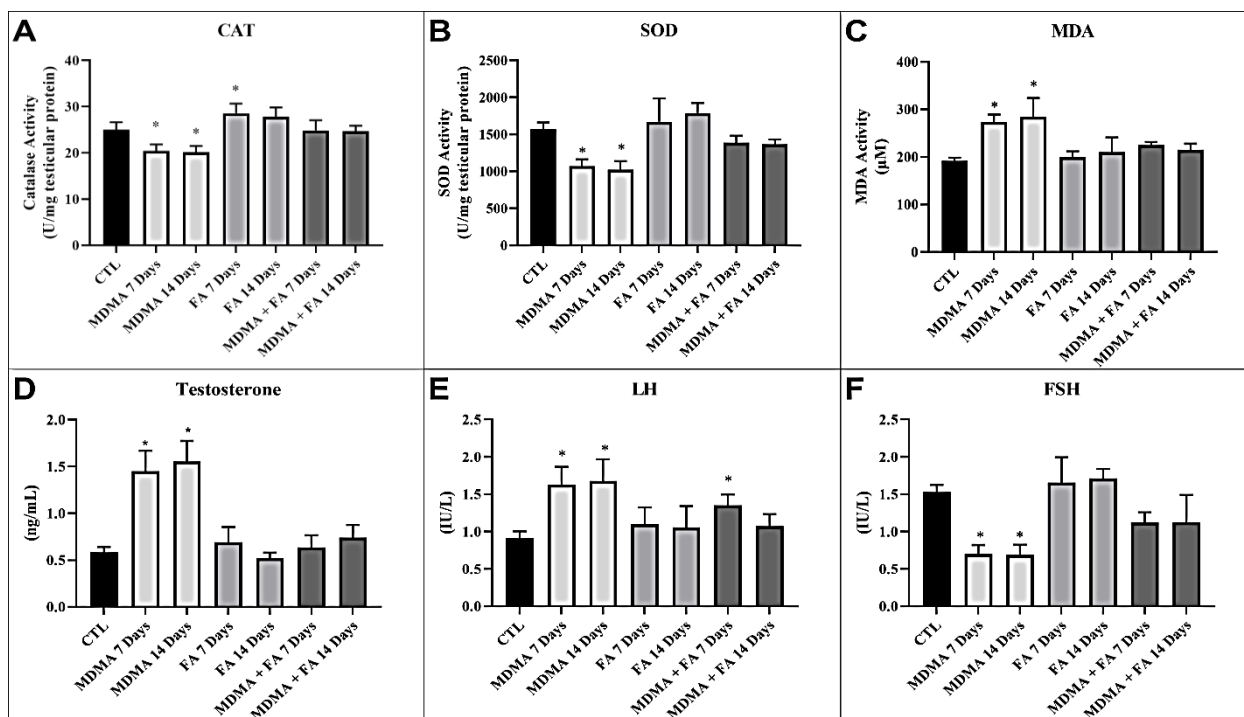 A
CAT
Catalase Activity
(U/mg testicular protein)
40
30
20
10
0
*
*
*
CTL
MDMA 7 Days
MDMA 14 Days
FA 7 Days
FA 14 Days
MDMA + FA 7 Days
MDMA + FA 14 Days
B
SOD
SOD Activity
(U/mg testicular protein)
2500
2000
1500
1000
500
0
*
*
CTL
MDMA 7 Days
MDMA 14 Days
FA 7 Days
FA 14 Days
MDMA + FA 7 Days
MDMA + FA 14 Days
C
MDA
MDA Activity
(µM)
400
300
200
100
0
*
*
CTL
MDMA 7 Days
MDMA 14 Days
FA 7 Days
FA 14 Days
MDMA + FA 7 Days
MDMA + FA 14 Days
D
Testosterone
(ng/mL)
2.0
1.5
1.0
0.5
0.0
*
*
CTL
MDMA 7 Days
MDMA 14 Days
FA 7 Days
FA 14 Days
MDMA + FA 7 Days
MDMA + FA 14 Days
E
LH
(IU/L)
2.5
2.0
1.5
1.0
0.5
0.0
*
*
*
CTL
MDMA 7 Days
MDMA 14 Days
FA 7 Days
FA 14 Days
MDMA + FA 7 Days
MDMA + FA 14 Days
F
FSH
(IU/L)
2.5
2.0
1.5
1.0
0.5
0.0
*
*
CTL
MDMA 7 Days
MDMA 14 Days
FA 7 Days
FA 14 Days
MDMA + FA 7 Days
MDMA + FA 14 Days